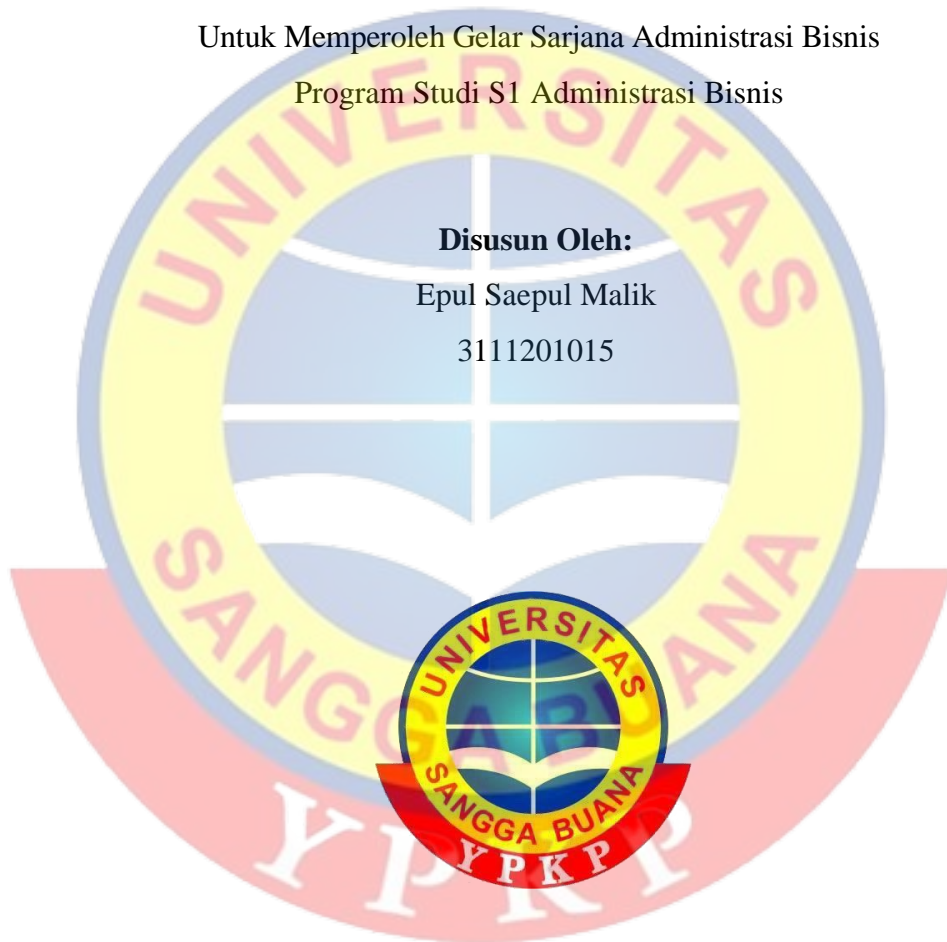 Untuk Memperoleh Gelar Sarjana Administrasi Bisnis
Program Studi S1 Administrasi Bisnis
Disusun Oleh:
Epul Saepul Malik
3111201015
UNIVERSITAS
SANGGA BUANA
YPKP
UNIVERSITAS
SANGGA BUANA
YPKP